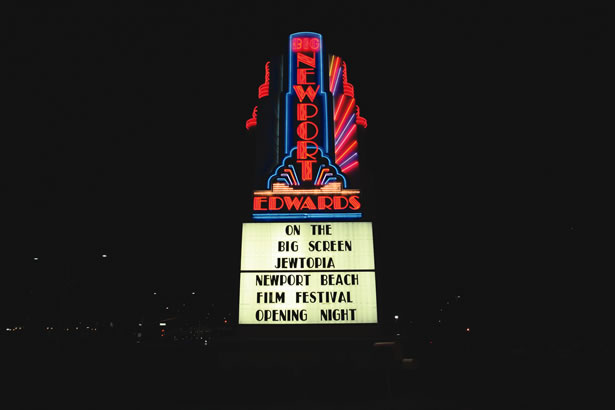 BIG
NEWPORT
EDWARDS
ON THE
BIG SCREEN
JEWTOPIA
NEWPORT BEACH
FILM FESTIVAL
OPENING NIGHT